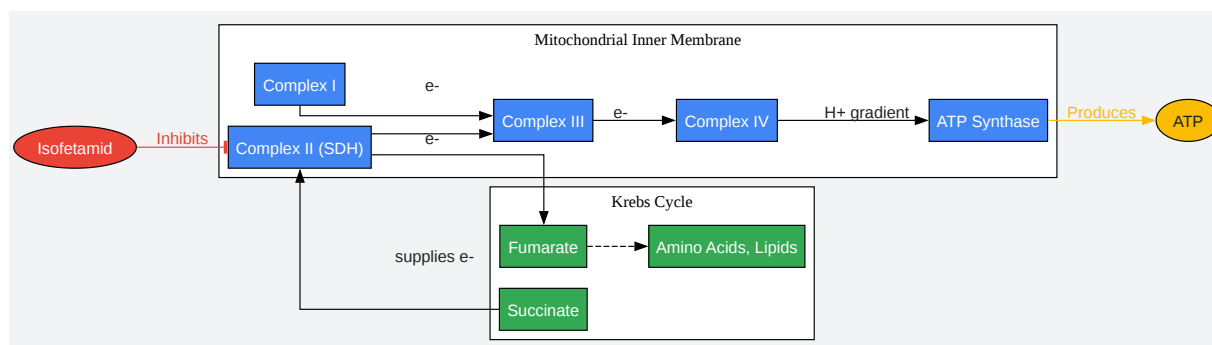 Mitochondrial Inner Membrane
Complex I
e-
Complex III
e-
Complex IV
H+ gradient
ATP Synthase
Produces
ATP
Isofetamid
Inhibits
Complex II (SDH)
e-
Krebs Cycle
Fumarate
Amino Acids, Lipids
supplies e-
Succinate